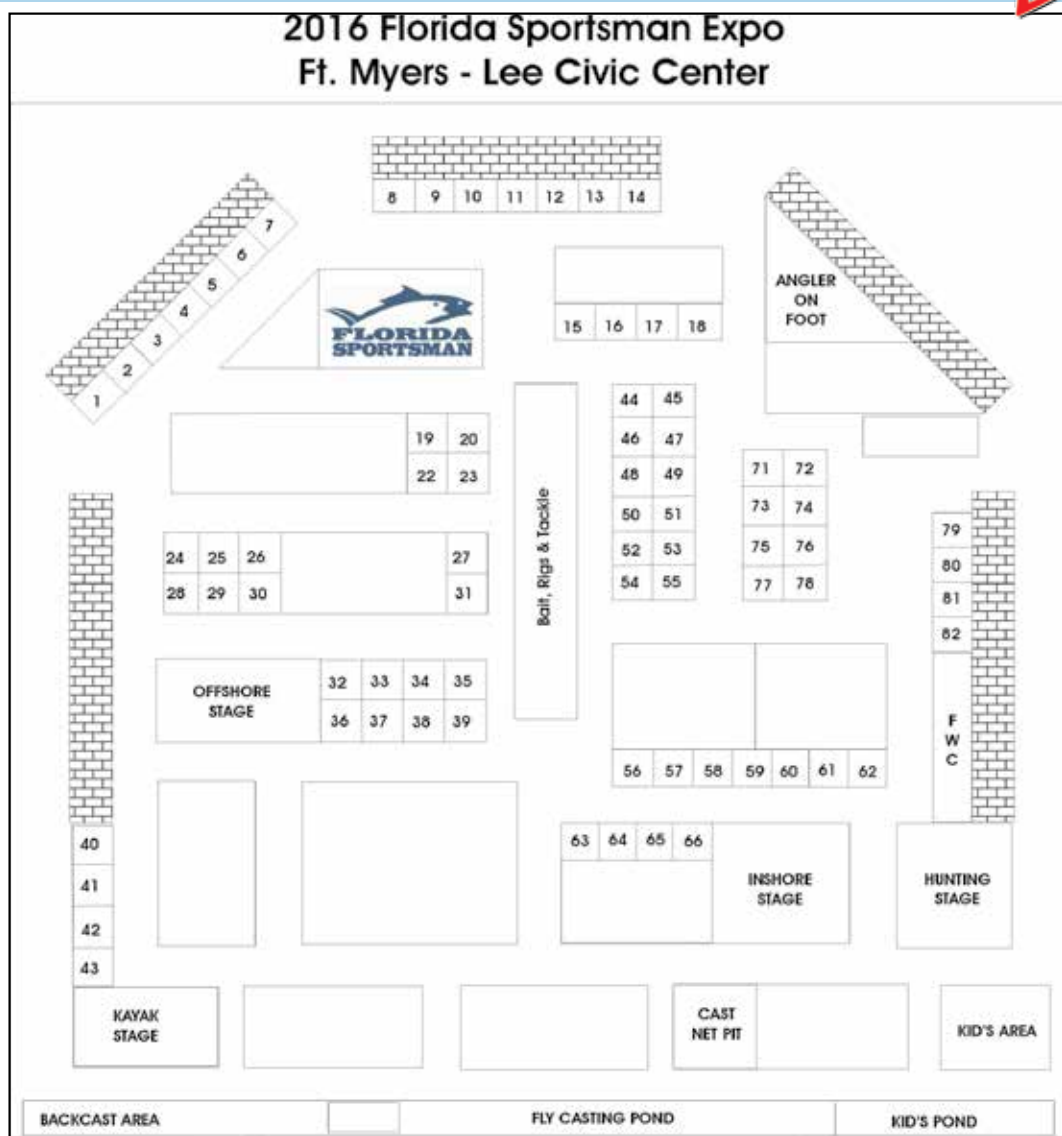 2016 Florida Sportsman Expo
Ft. Myers - Lee Civic Center
8 9 10 11 12 13 14
7
6
5
4
3
2
1
FLORIDA
SPORTSMAN
ANGLER
ON
FOOT
15 16 17 18
19 20
22 23
Bait, Rigs & Tackle
44 45
46 47
48 49
50 51
52 53
54 55
71 72
73 74
75 76
77 78
79
80
81
82
F
W
C
24 25 26 27
28 29 30 31
OFFSHORE
STAGE
32 33 34 35
36 37 38 39
56 57 58 59 60 61 62
40
41
42
43
63 64 65 66
INSHORE
STAGE
HUNTING
STAGE
KAYAK
STAGE
CAST
NET PIT
KID'S AREA
BACKCAST AREA
FLY CASTING POND
KID'S POND